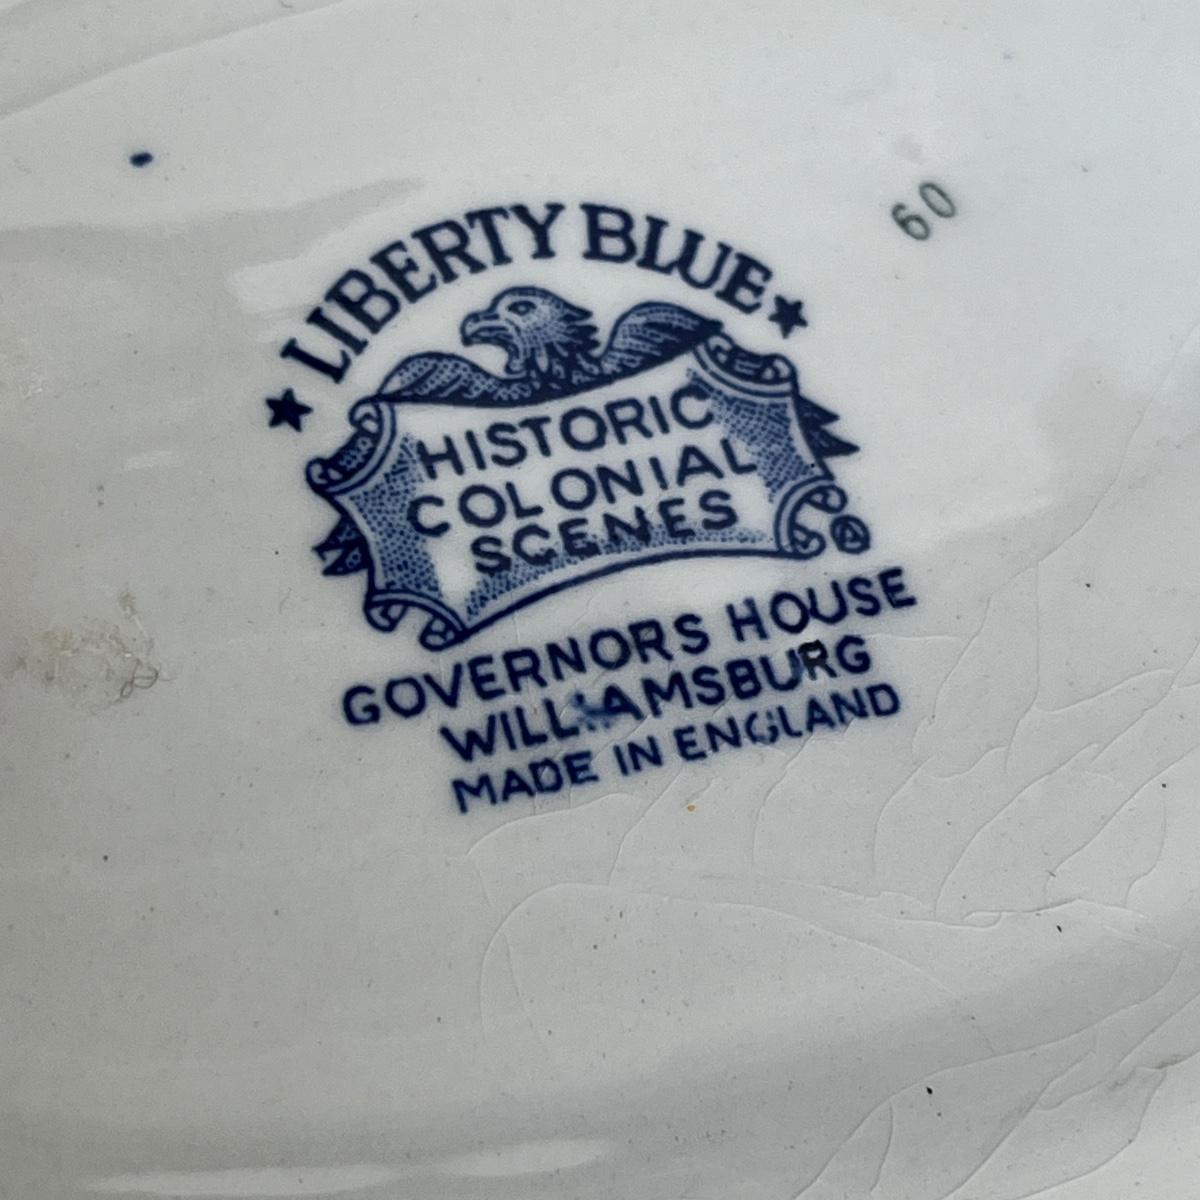 60
LIBERTY BLUE
HISTORIC
COLONIAL
SCENES
GOVERNORS HOUSE
WILLIAMSBURG
MADE IN ENGLAND